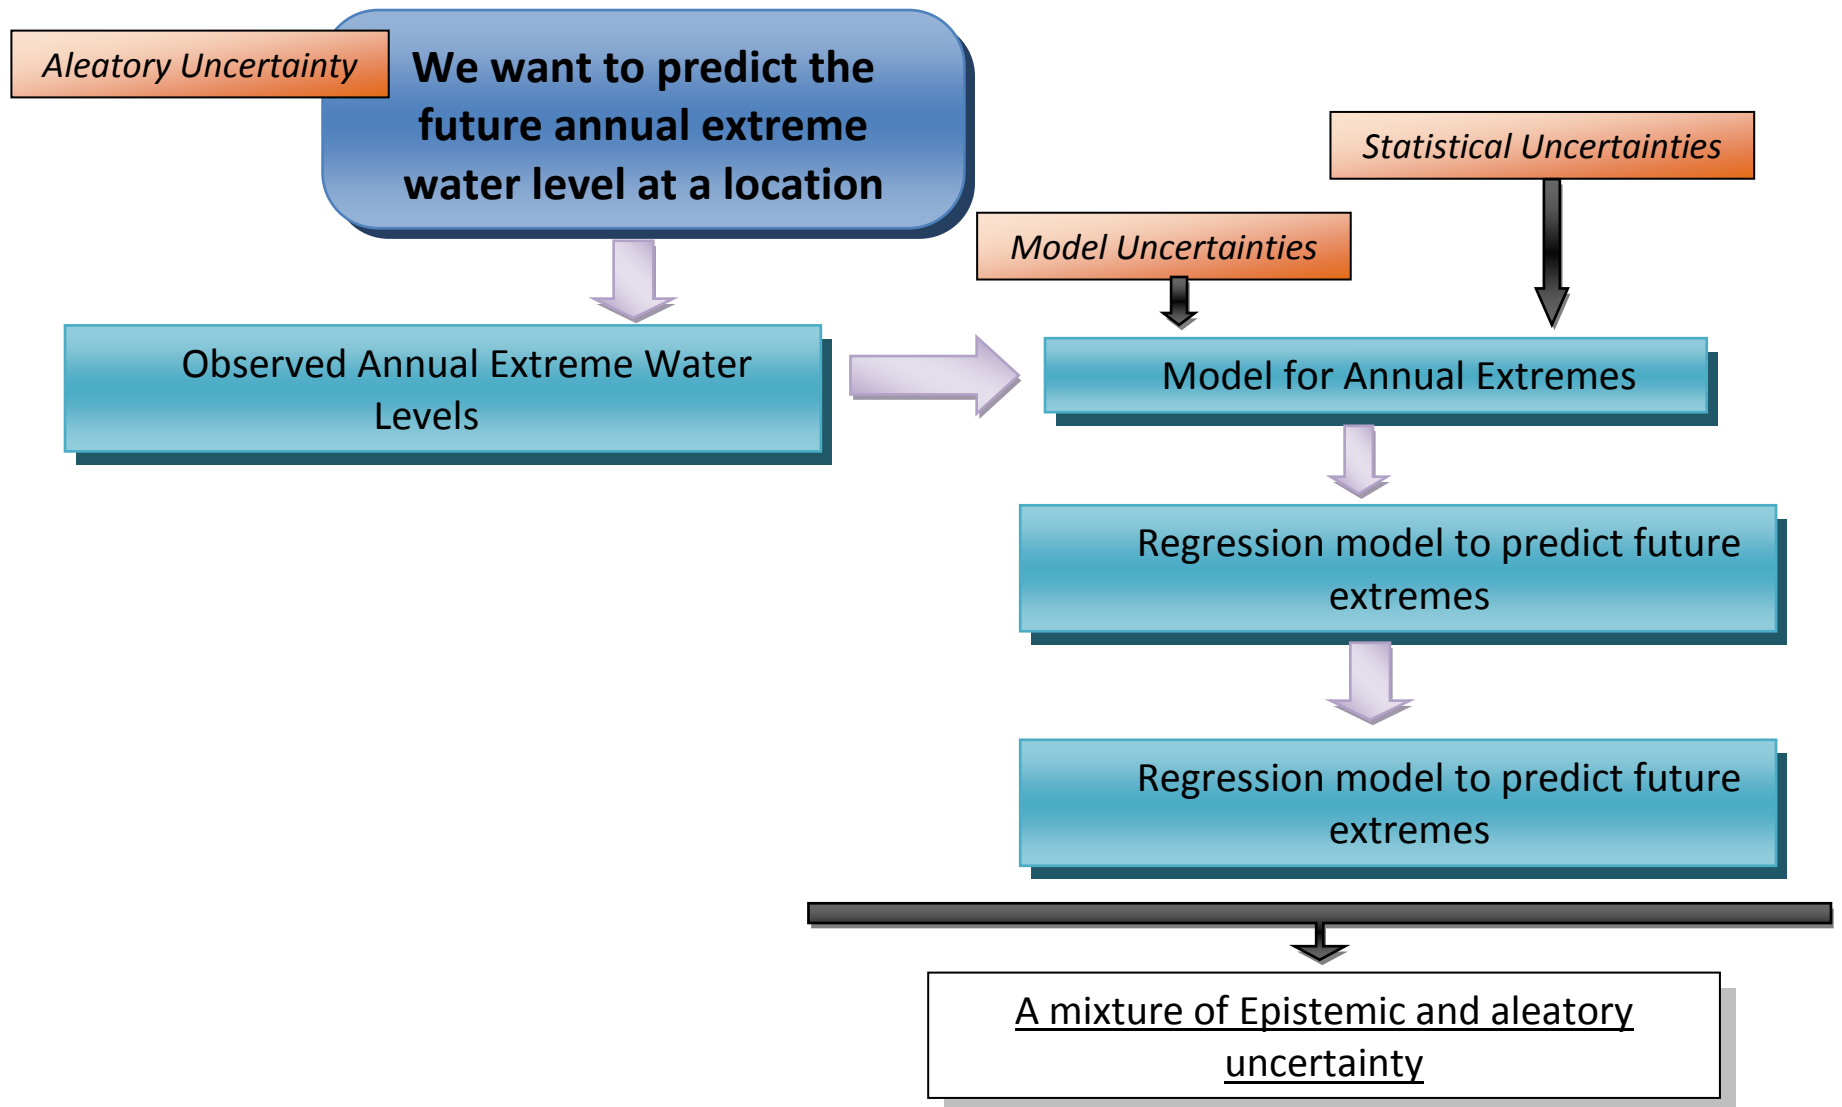 Aleatory Uncertainty
We want to predict the
future annual extreme
water level at a location
Statistical Uncertainties
Model Uncertainties
Observed Annual Extreme Water
Levels
Model for Annual Extremes
Regression model to predict future
extremes
Regression model to predict future
extremes
A mixture of Epistemic and aleatory
uncertainty